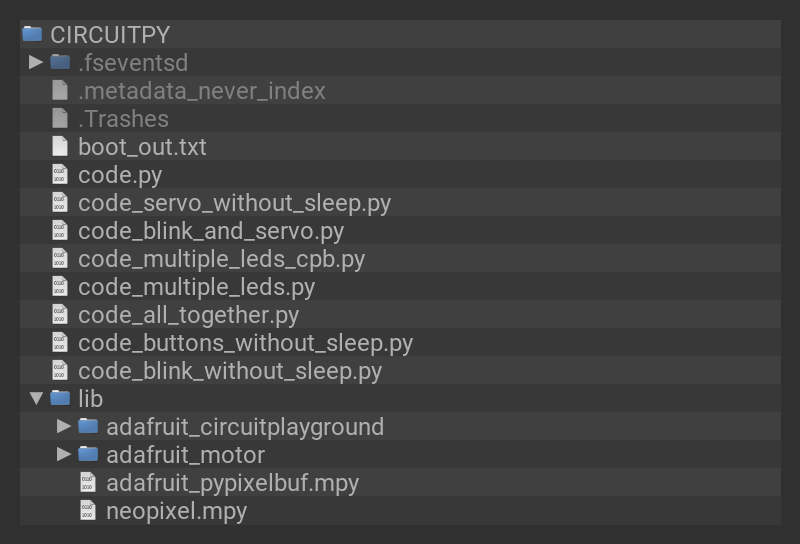 CIRCUITPY
.fseventsd
.metadata_never_index
.Trashes
boot_out.txt
code.py
code_servo_without_sleep.py
code_blink_and_servo.py
code_multiple_leds_cpb.py
code_multiple_leds.py
code_all_together.py
code_buttons_without_sleep.py
code_blink_without_sleep.py
lib
adafruit_circuitplayground
adafruit_motor
adafruit_pypixelbuf.mpy
neopixel.mpy